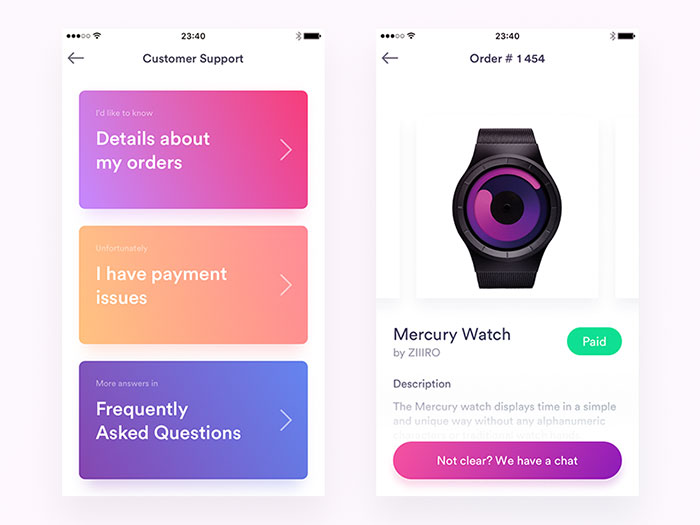 23:40
Customer Support
I'd like to know
Details about
my orders
Unfortunately
I have payment
issues
More answers in
Frequently
Asked Questions
23:40
Order # 1 454
Mercury Watch
by ZIIIRO
Paid
Description
The Mercury watch displays time in a simple
and unique way without any alphanumeric
Not clear? We have a chat